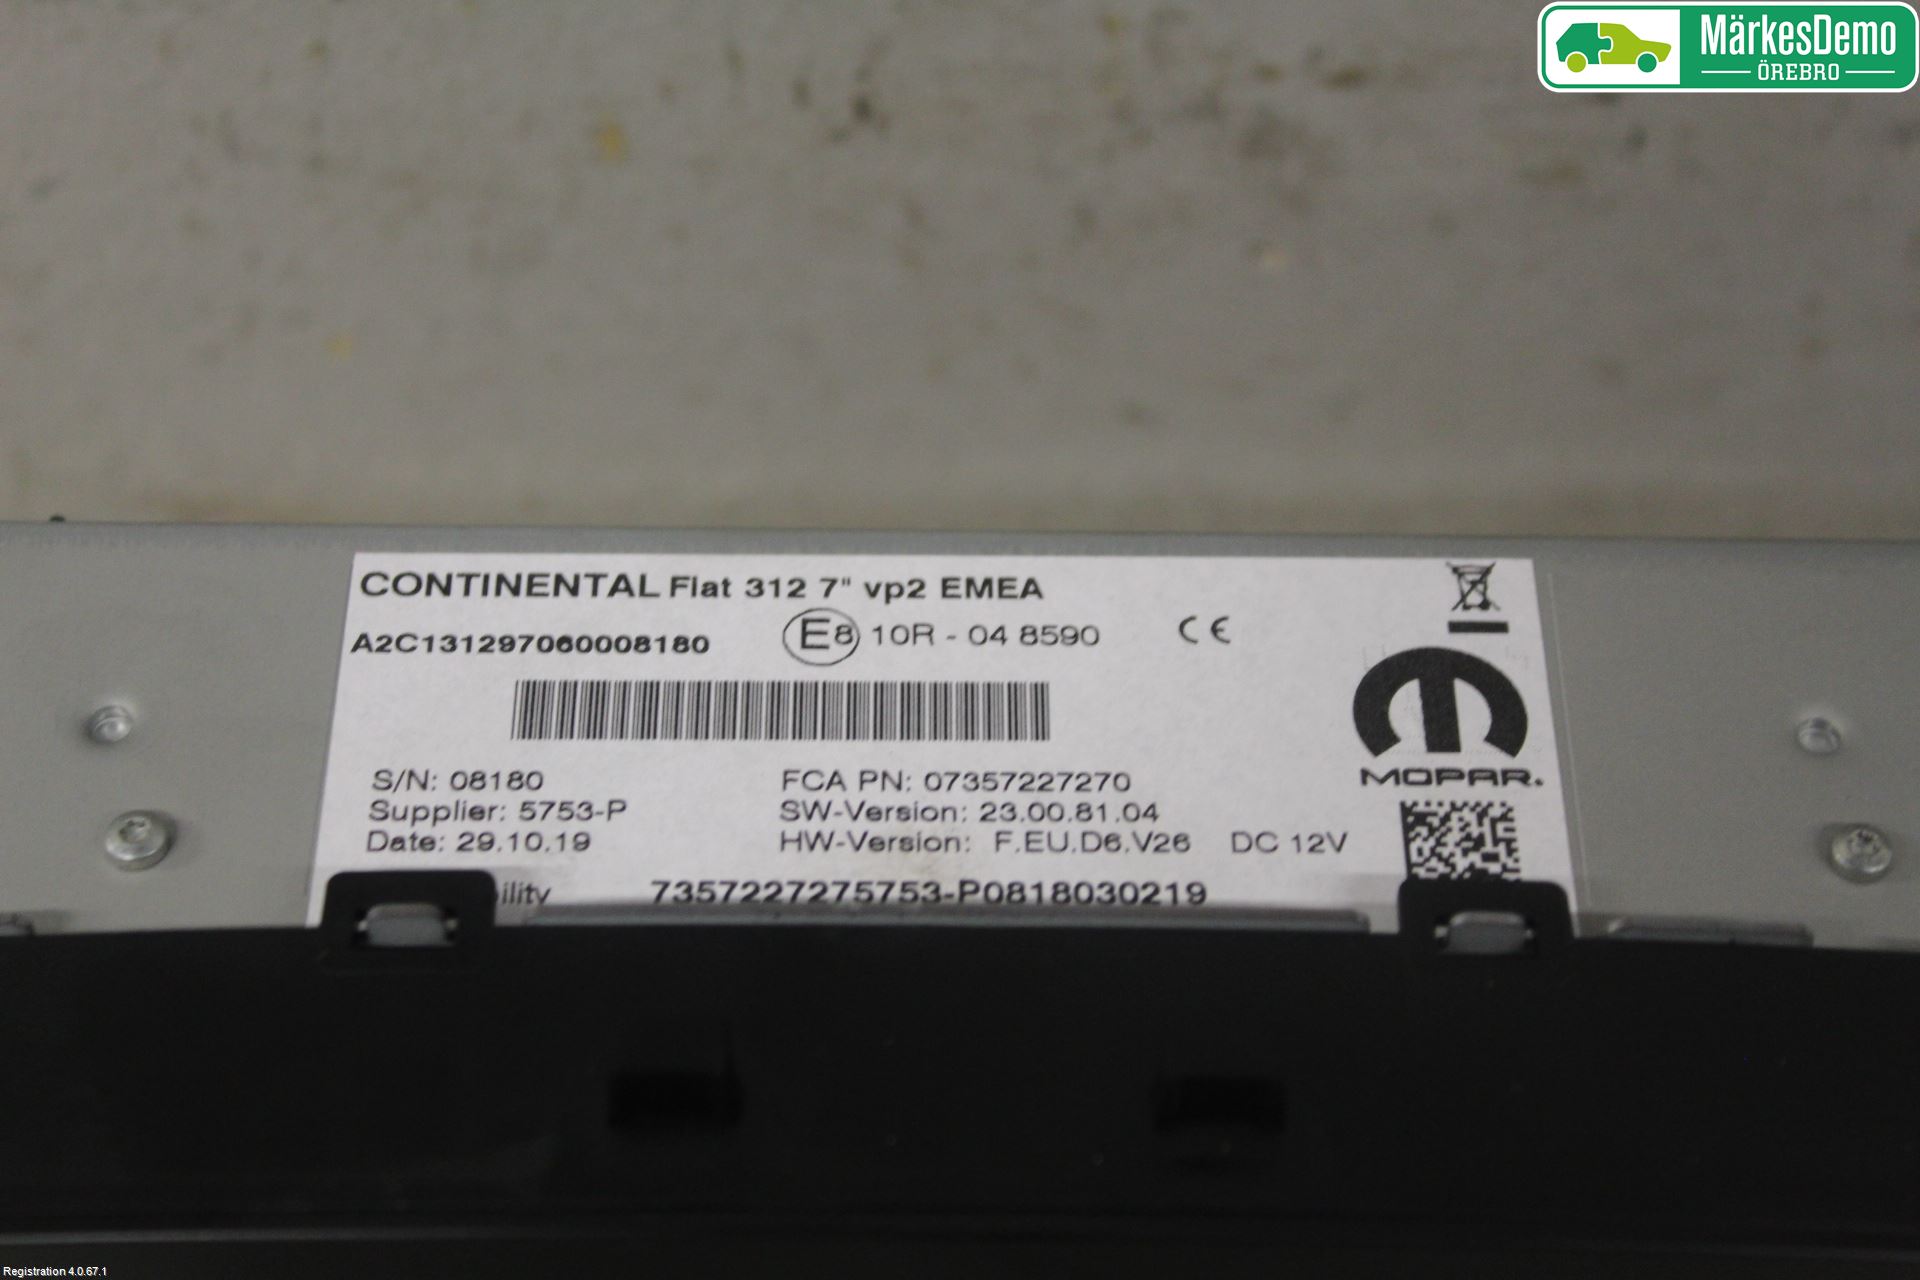 MärkesDemo
ÖREBRO
CONTINENTAL Fiat 312 7" vp2 EMEA
A2C131297060008180 E8 10R - 04 8590 CE
MOPAR.
S/N: 08180 FCA PN: 07357227270
Supplier: 5753-P SW-Version: 23.00.81.04
Date: 29.10.19 HW-Version: F.EU.D6.V26 DC 12V
7357227275753-P0818030219
Registration 4.0.67.1